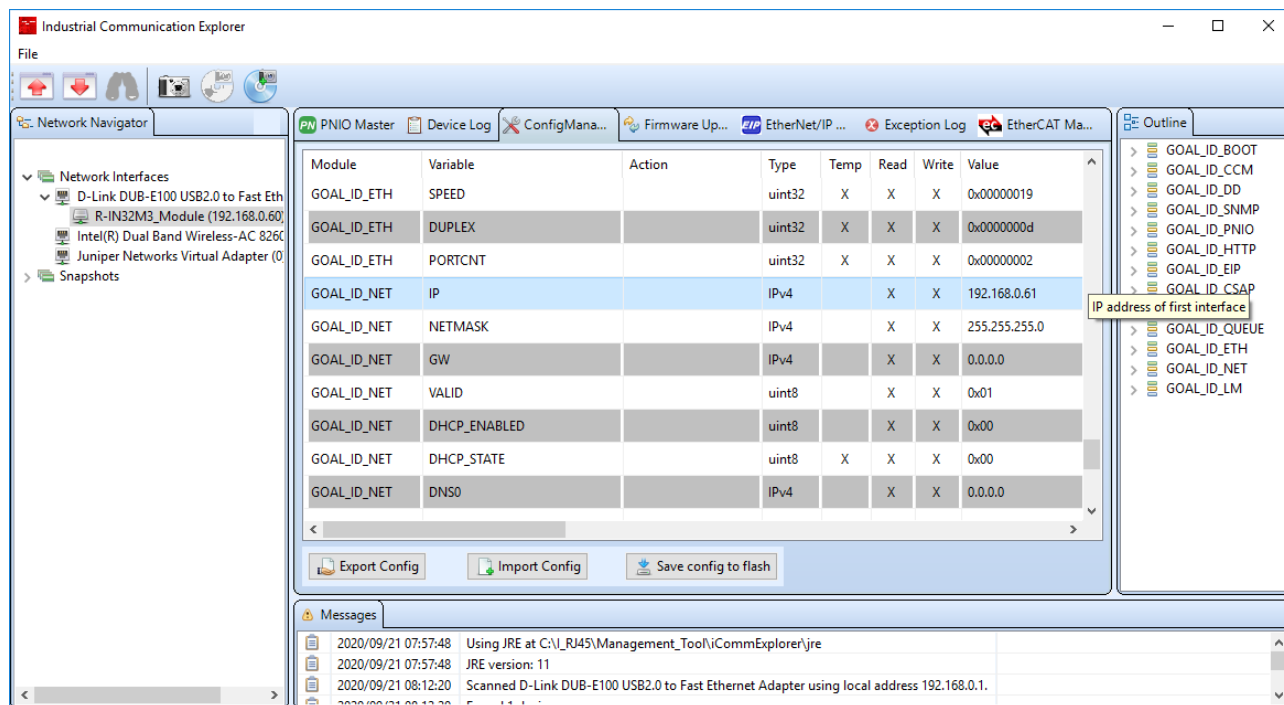 Industrial Communication Explorer
File
Network Navigator
Network Interfaces
D-Link DUB-E100 USB2.0 to Fast Eth
R-IN32M3_Module (192.168.0.60)
Intel(R) Dual Band Wireless-AC 8260
Juniper Networks Virtual Adapter (0
Snapshots
PN PNIO Master Device Log ConfigMana... Firmware Up... EIP EtherNet/IP ... Exception Log EC EtherCAT Ma...
Module Variable Action Type Temp Read Write Value
GOAL_ID_ETH SPEED uint32 X X X 0x00000019
GOAL_ID_ETH DUPLEX uint32 X X X 0x0000000d
GOAL_ID_ETH PORTCNT uint32 X X X 0x00000002
GOAL_ID_NET IP IPv4 X X 192.168.0.61
GOAL_ID_NET NETMASK IPv4 X X 255.255.255.0
GOAL_ID_NET GW IPv4 X X 0.0.0.0
GOAL_ID_NET VALID uint8 X X 0x01
GOAL_ID_NET DHCP_ENABLED uint8 X X 0x00
GOAL_ID_NET DHCP_STATE uint8 X X X 0x00
GOAL_ID_NET DNS0 IPv4 X X 0.0.0.0
Export Config Import Config Save config to flash
Outline
GOAL_ID_BOOT
GOAL_ID_CCM
GOAL_ID_DD
GOAL_ID_SNMP
GOAL_ID_PNIO
GOAL_ID_HTTP
GOAL_ID_EIP
GOAL_ID_CSAP
IP address of first interface
GOAL_ID_QUEUE
GOAL_ID_ETH
GOAL_ID_NET
GOAL_ID_LM
Messages
2020/09/21 07:57:48 Using JRE at C:\I_RJ45\Management_Tool\iCommExplorer\jre
2020/09/21 07:57:48 JRE version: 11
2020/09/21 08:12:20 Scanned D-Link DUB-E100 USB2.0 to Fast Ethernet Adapter using local address 192.168.0.1.